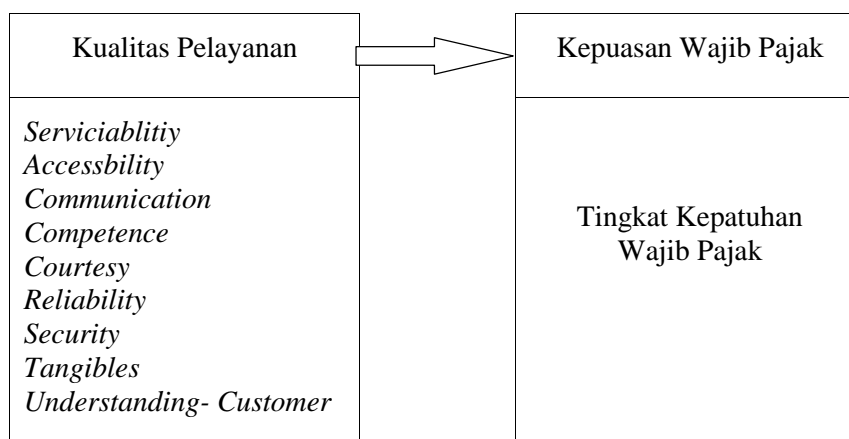 Kualitas Pelayanan
Serviciablitiy
Accessbility
Communication
Competence
Courtesy
Reliability
Security
Tangibles
Understanding- Customer
Kepuasan Wajib Pajak
Tingkat Kepatuhan
Wajib Pajak